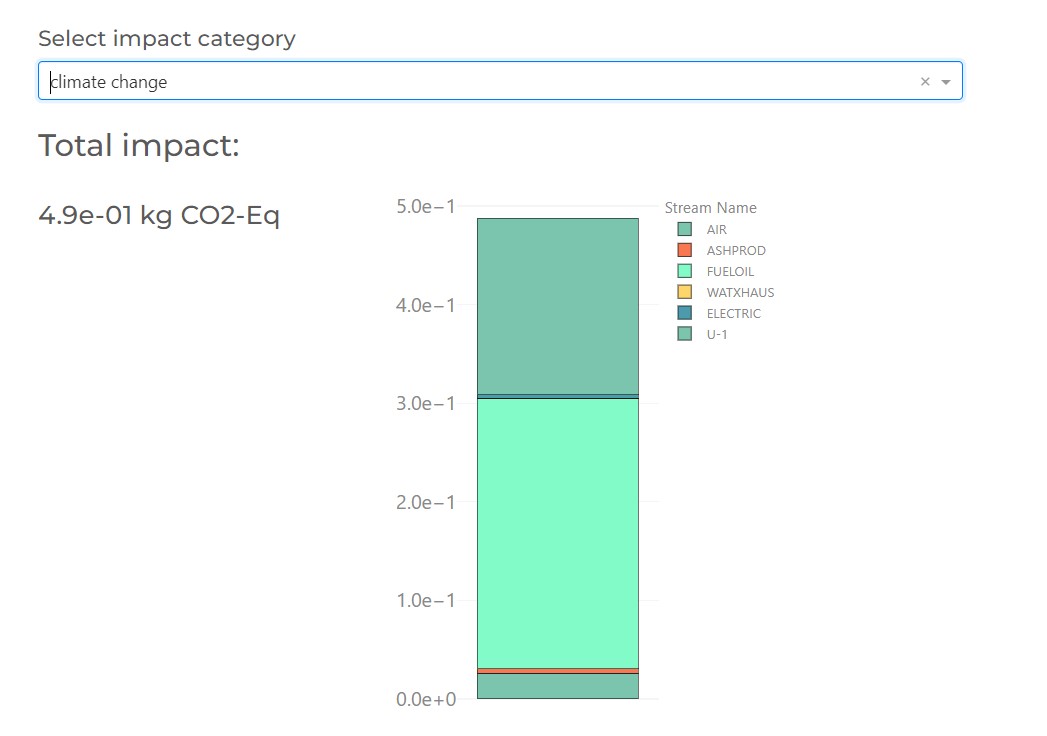 Select impact category
climate change
Total impact:
4.9e-01 kg CO2-Eq
5.0e−1
4.0e−1
3.0e−1
2.0e−1
1.0e−1
0.0e+0
Stream Name
AIR
ASHPROD
FUELOIL
WATXHAUS
ELECTRIC
U-1